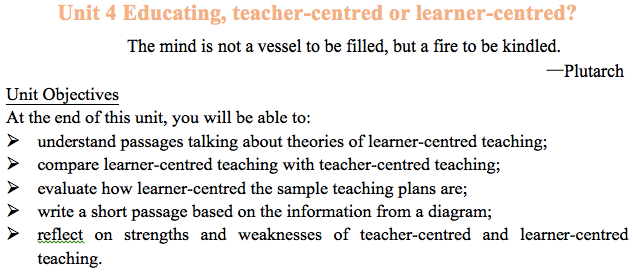 Unit 4 Educating, teacher-centred or learner-centred?
The mind is not a vessel to be filled, but a fire to be kindled.
—Plutarch
Unit Objectives
At the end of this unit, you will be able to:
➢ understand passages talking about theories of learner-centred teaching;
➢ compare learner-centred teaching with teacher-centred teaching;
➢ evaluate how learner-centred the sample teaching plans are;
➢ write a short passage based on the information from a diagram;
➢ reflect on strengths and weaknesses of teacher-centred and learner-centred
teaching.